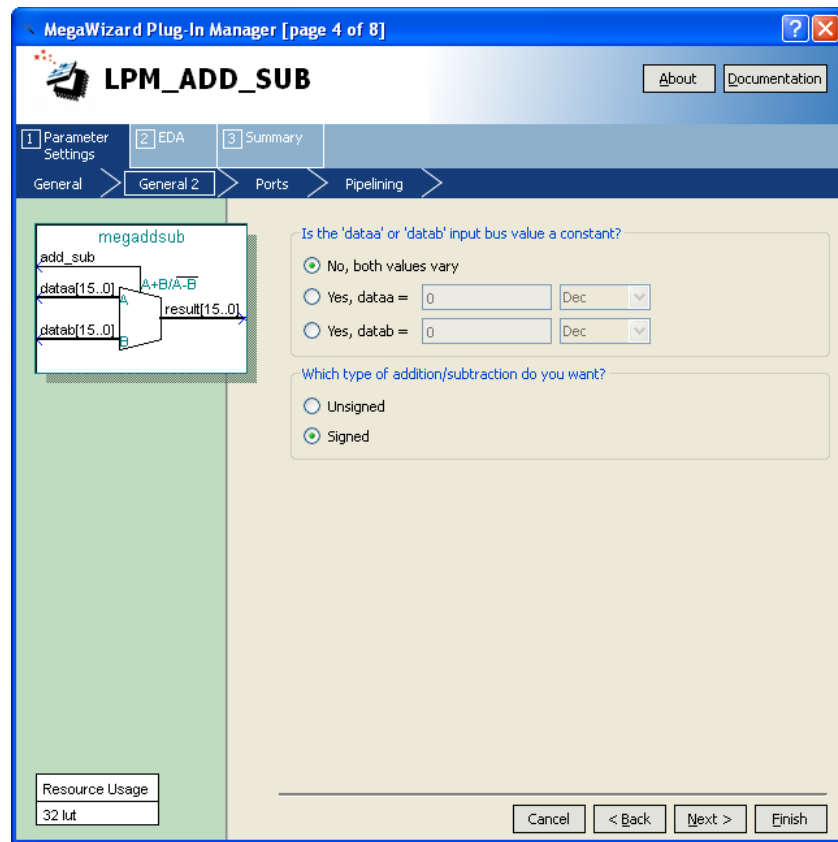 MegaWizard Plug-In Manager [page 4 of 8]
LPM_ADD_SUB
About
Documentation
1 Parameter Settings
2 EDA
3 Summary
General
General 2
Ports
Pipelining
megaddsub
add_sub
A+B/A-B
dataa[15..0]
A
result[15..0]
datab[15..0]
B
Is the 'dataa' or 'datab' input bus value a constant?
No, both values vary
Yes, dataa = 0 Dec
Yes, datab = 0 Dec
Which type of addition/subtraction do you want?
Unsigned
Signed
Resource Usage
32 lut
Cancel
< Back
Next >
Finish